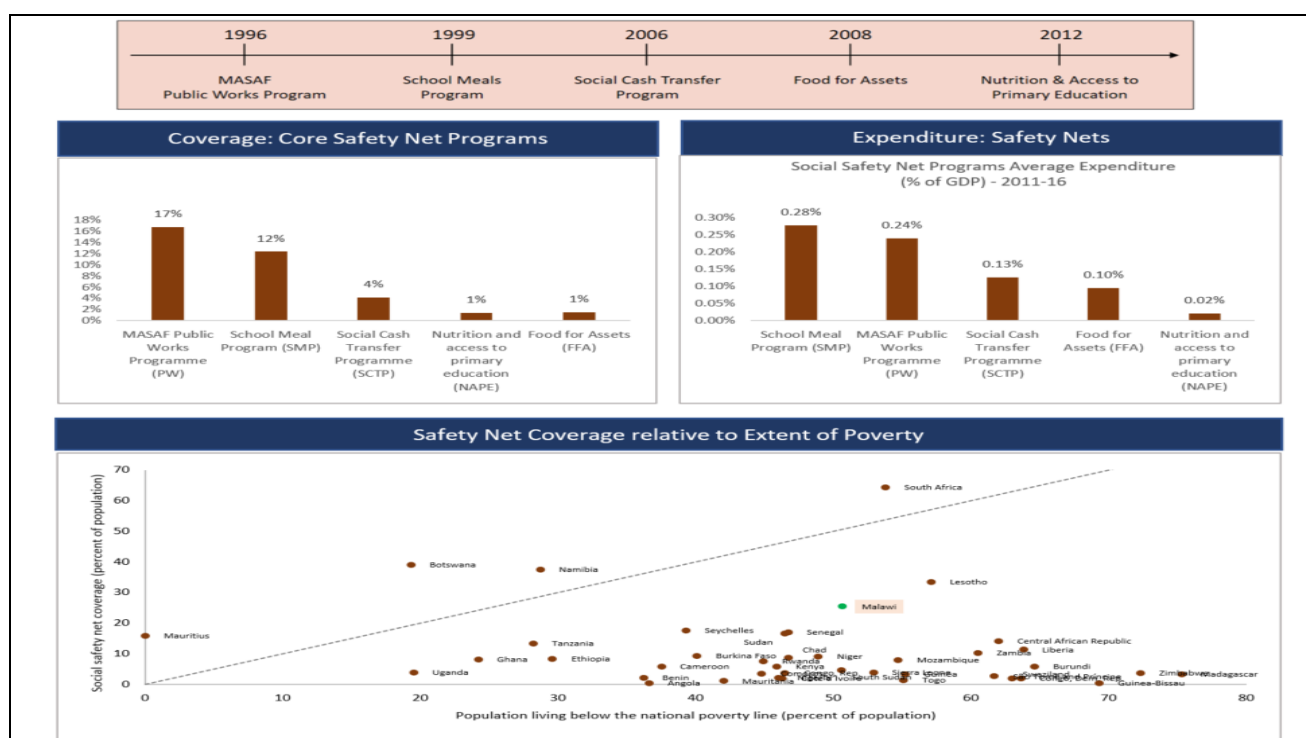 1996
1999
2006
2008
2012
MASAF
Public Works Program
School Meals
Program
Social Cash Transfer
Program
Food for Assets
Nutrition & Access to
Primary Education
Coverage: Core Safety Net Programs
18%
16%
14%
12%
10%
8%
6%
4%
2%
0%
17%
12%
4%
1%
1%
MASAF Public
Works
Programme
(PW)
School Meal
Program (SMP)
Social Cash
Transfer
Programme
(SCTP)
Nutrition and
access to
primary
education
(NAPE)
Food for Assets
(FFA)
Expenditure: Safety Nets
Social Safety Net Programs Average Expenditure
(% of GDP) - 2011-16
0.30%
0.25%
0.20%
0.15%
0.10%
0.05%
0.00%
0.28%
0.24%
0.13%
0.10%
0.02%
School Meal
Program (SMP)
MASAF Public
Works
Programme
(PW)
Social Cash
Transfer
Programme
(SCTP)
Food for
Assets (FFA)
Nutrition and
access to
primary
education
(NAPE)
Safety Net Coverage relative to Extent of Poverty
Social safety net coverage (percent of population)
70
60
50
40
30
20
10
0
South Africa
Botswana
Namibia
Lesotho
Malawi
Mauritius
Seychelles
Sudan
Senegal
Tanzania
Central African Republic
Liberia
Zambia
Ghana
Ethiopia
Burkina Faso
Chad
Rwanda
Niger
Mozambique
Uganda
Cameroon
Kenya
Burundi
Benin
Angola
Mauritania
South Sudan
Sierra Leone
Guinea
Togo
Swaziland
Congo, Dem Rep
Zimbabwe
Madagascar
Guinea-Bissau
0
10
20
30
40
50
60
70
80
Population living below the national poverty line (percent of population)